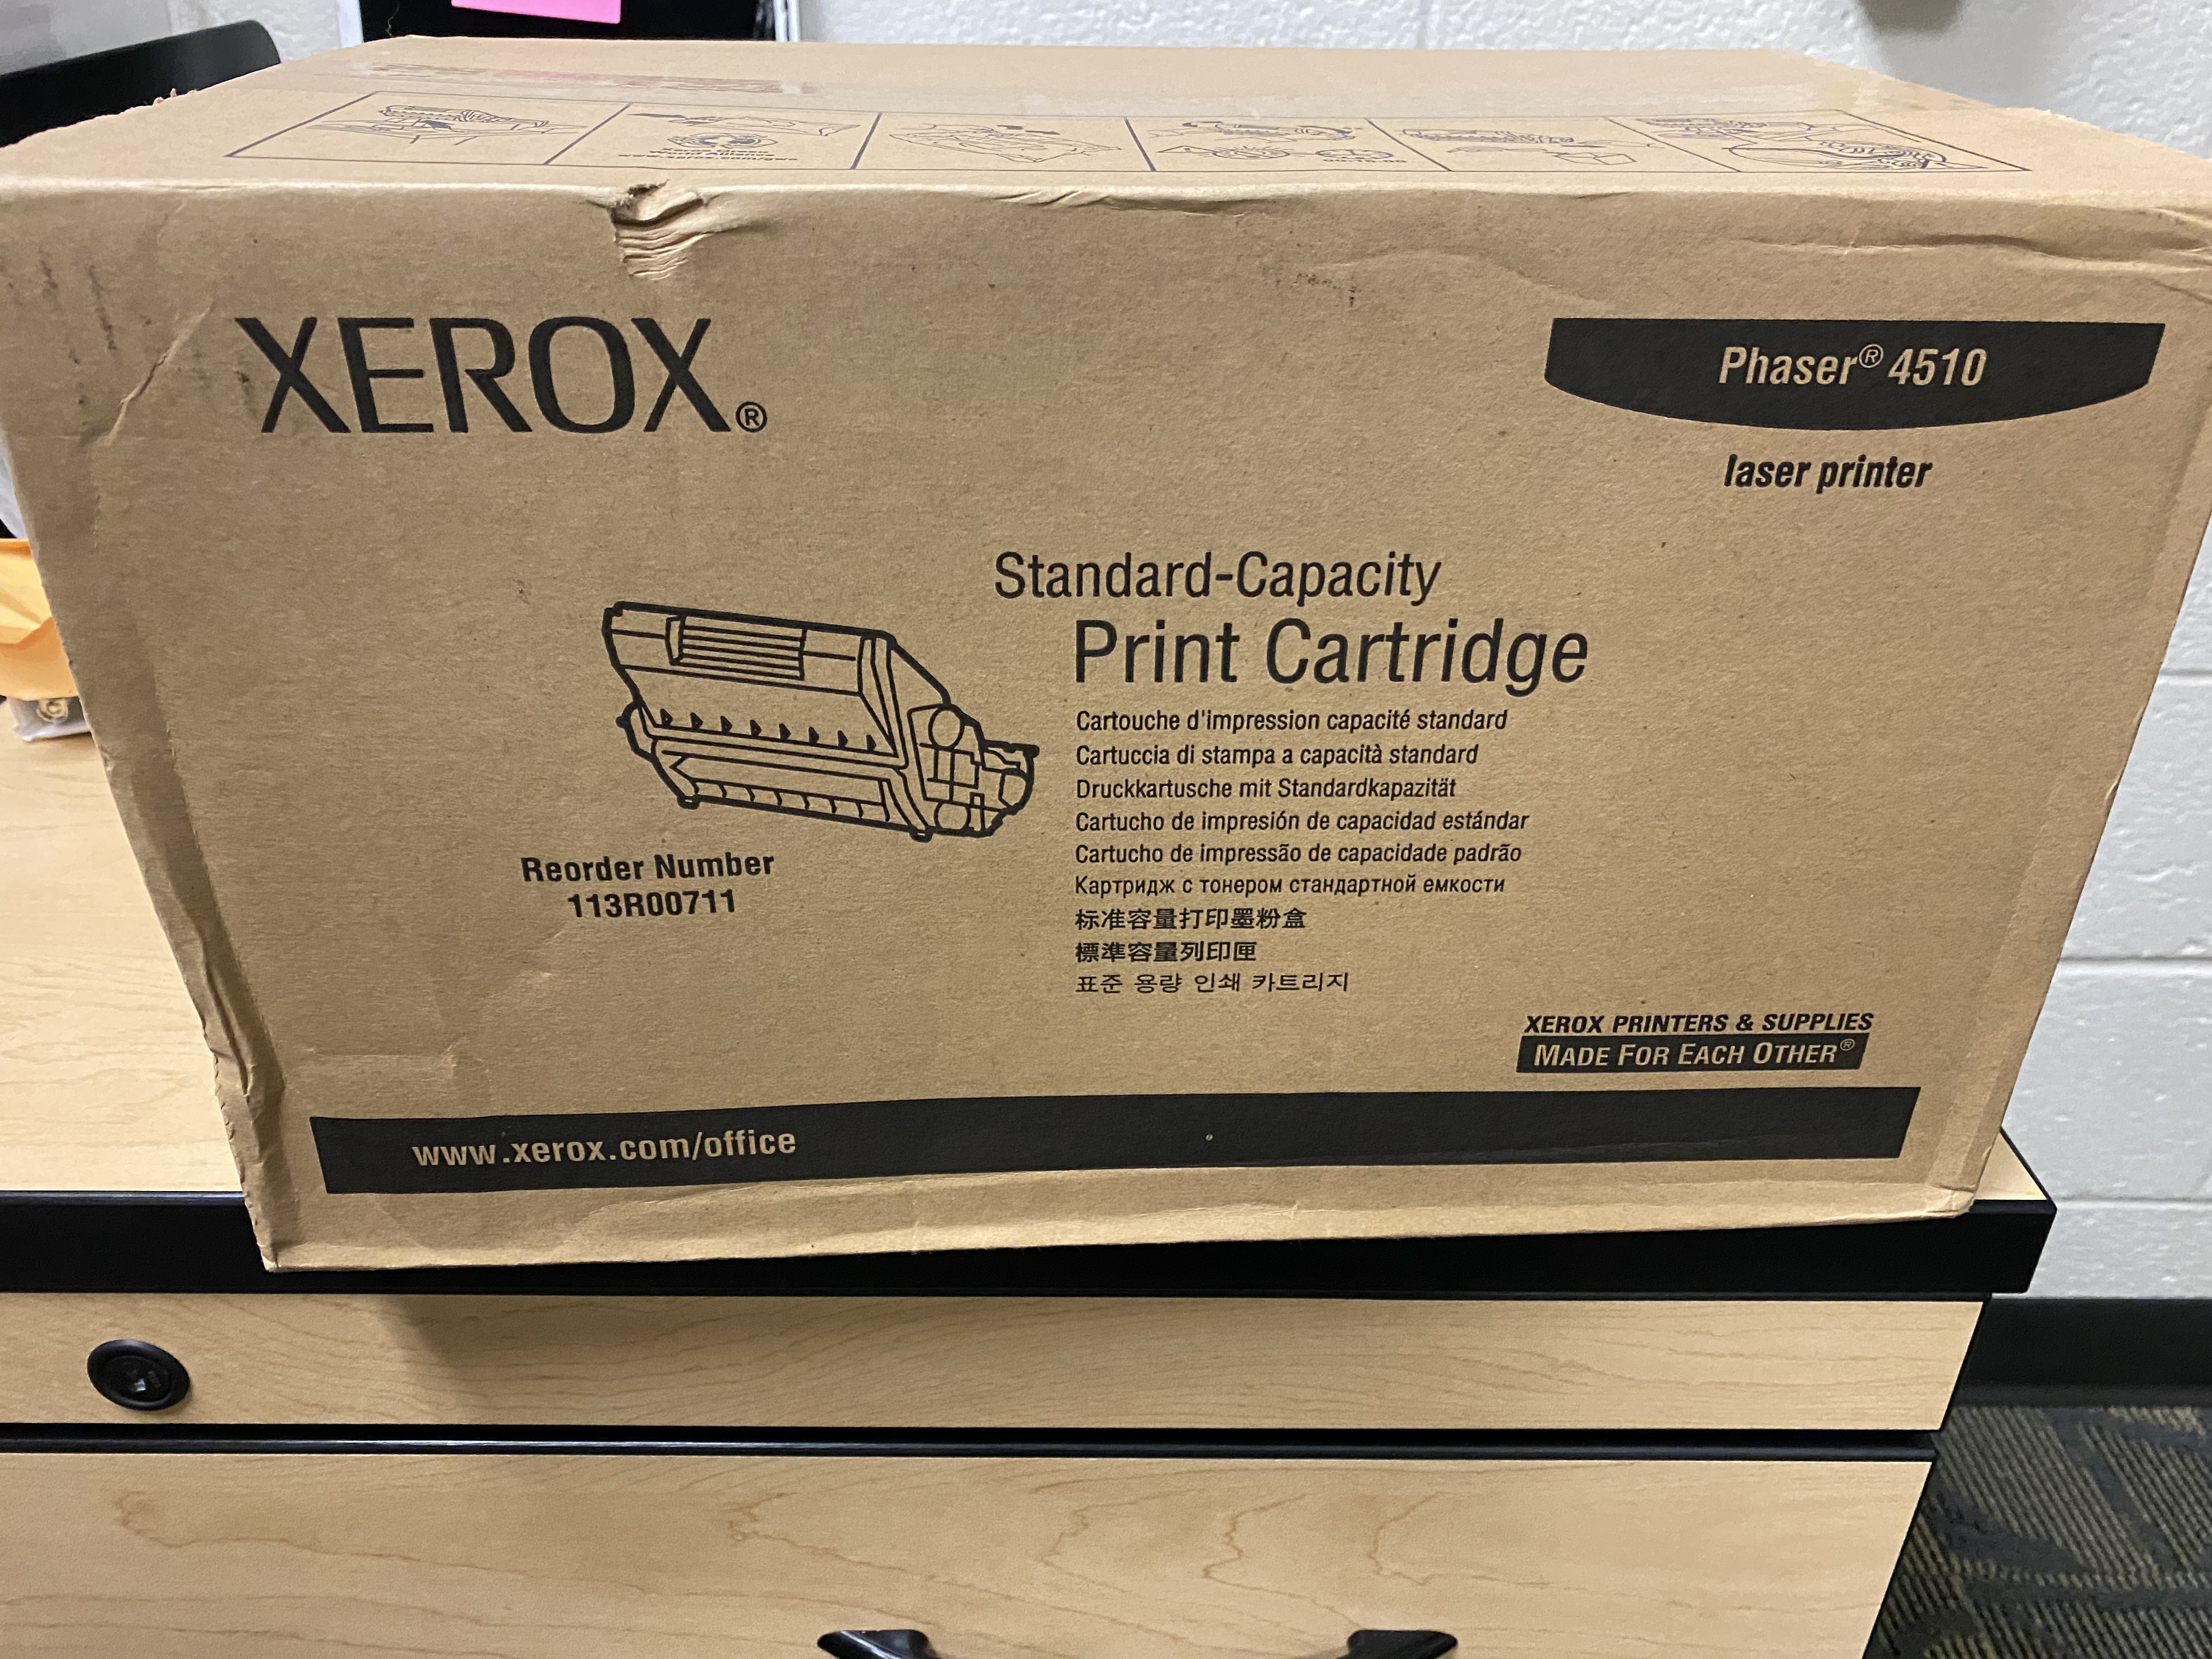 XEROX®
Phaser® 4510
laser printer
Standard-Capacity
Print Cartridge
Cartouche d'impression capacité standard
Cartuccia di stampa a capacità standard
Druckkartusche mit Standardkapazität
Cartucho de impresión de capacidad estándar
Cartucho de impressão de capacidade padrão
Картридж с тонером стандартной емкости
标准容量打印墨粉盒
標準容量列印匣
표준 용량 인쇄 카트리지
Reorder Number
113R00711
XEROX PRINTERS & SUPPLIES
MADE FOR EACH OTHER®
www.xerox.com/office